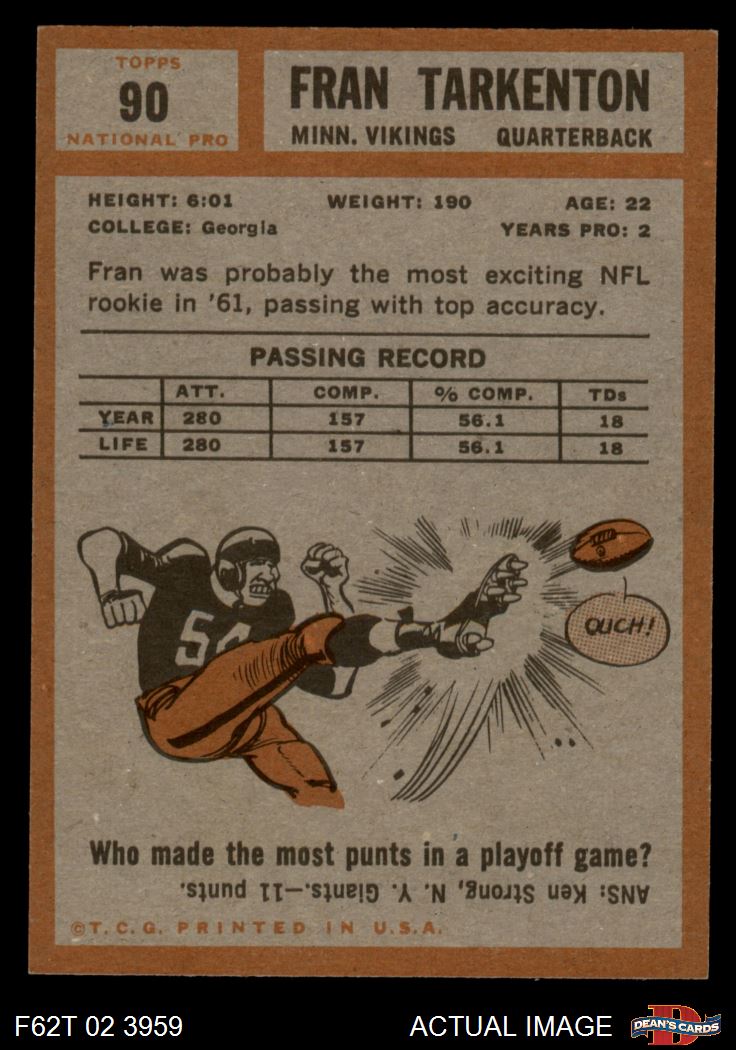 TOPPS
90
NATIONAL PRO
FRAN TARKENTON
MINN. VIKINGS QUARTERBACK
HEIGHT: 6:01 WEIGHT: 190 AGE: 22
COLLEGE: Georgia YEARS PRO: 2
Fran was probably the most exciting NFL
rookie in '61, passing with top accuracy.
PASSING RECORD
ATT. COMP. % COMP. TDs
YEAR 280 157 56.1 18
LIFE 280 157 56.1 18
54
OUCH!
Who made the most punts in a playoff game?
ANS: Ken Strong, N. Y. Giants.—11 punts.
©T.C.G. PRINTED IN U.S.A.
F62T 02 3959 ACTUAL IMAGE
DEAN'S CARDS